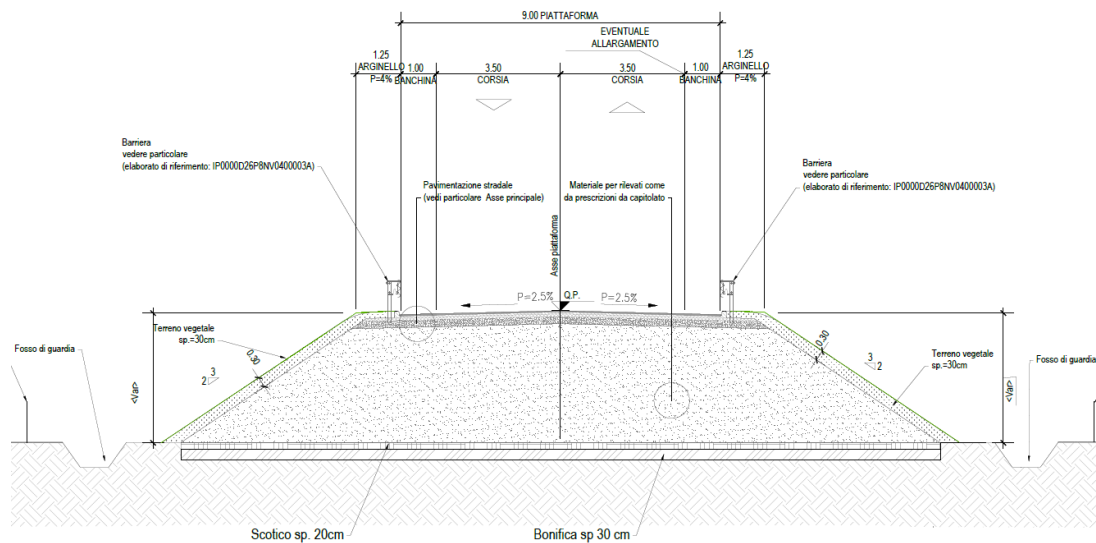 9.00 PIATTAFORMA
EVENTUALE
ALLARGAMENTO
1.25
ARGINELLO
P=4%
1.00
BANCHINA
3.50
CORSIA
3.50
CORSIA
1.00
BANCHINA
1.25
ARGINELLO
P=4%
Barriera
vedere particolare
(elaborato di riferimento: IP0000D26P8NV0400003A)
Pavimentazione stradale
(vedi particolare Asse principale)
Materiale per rilevati come
da prescrizioni da capitolato
Barriera
vedere particolare
(elaborato di riferimento: IP0000D26P8NV0400003A)
Asse piattaforma
P=2.5%
Q.P.
P=2.5%
Terreno vegetale
sp.=30cm
0.30
3
2
Fosso di guardia
<Var>
0.30
3
2
Terreno vegetale
sp.=30cm
<Var>
Fosso di guardia
Scotico sp. 20cm
Bonifica sp 30 cm